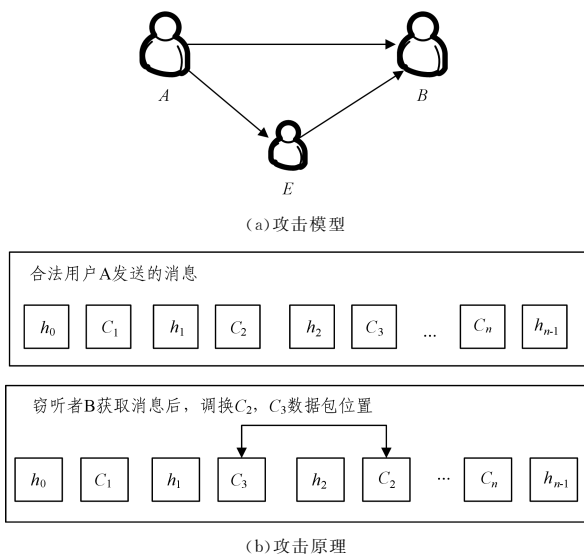 A
B
E
(a)攻击模型
合法用户A发送的消息
h₀ C₁ h₁ C₂ h₂ C₃ … Cₙ hₙ₋₁
窃听者B获取消息后，调换C₂，C₃数据包位置
h₀ C₁ h₁ C₃ h₂ C₂ … Cₙ hₙ₋₁
(b)攻击原理